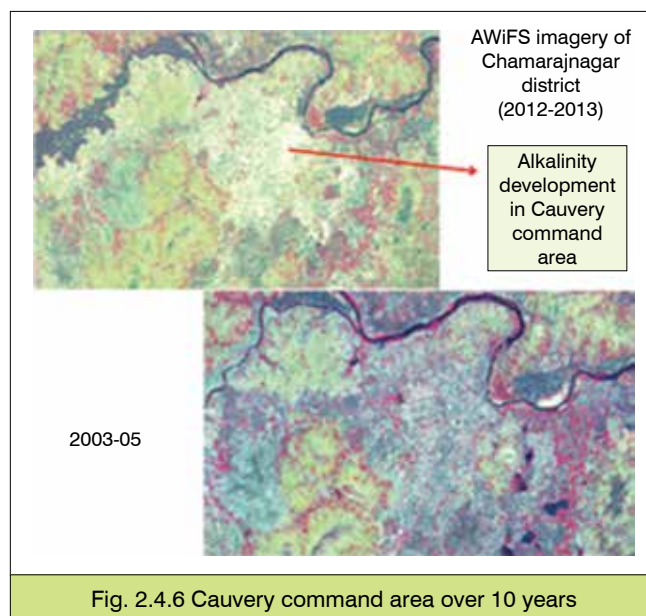 AWiFS imagery of
Chamarajnagar
district
(2012-2013)
Alkalinity
development
in Cauvery
command
area
2003-05
Fig. 2.4.6 Cauvery command area over 10 years